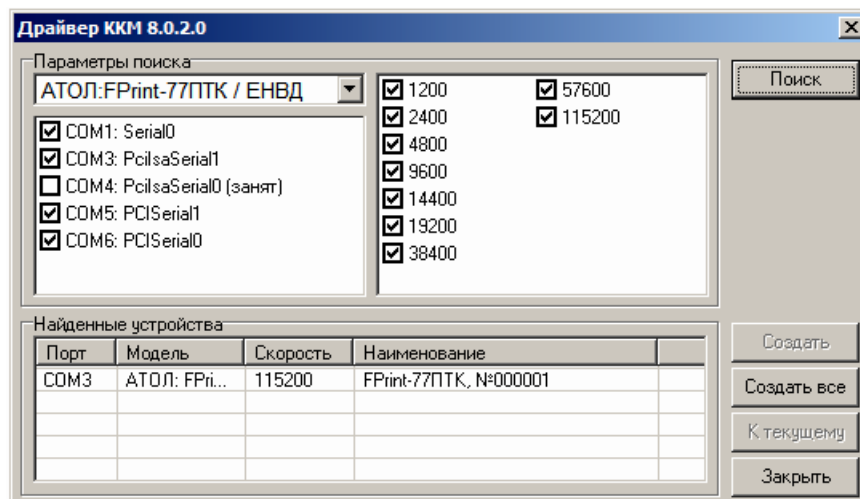 Драйвер ККМ 8.0.2.0
Параметры поиска
АТОЛ:FPrint-77ПТК / ЕНВД
COM1: Serial0
COM3: PciIsaSerial1
COM4: PciIsaSerial0 (занят)
COM5: PCISerial1
COM6: PCISerial0
1200
2400
4800
9600
14400
19200
38400
57600
115200
Поиск
Найденные устройства
Порт Модель Скорость Наименование
COM3 АТОЛ: FPri... 115200 FPrint-77ПТК, №000001
Создать
Создать все
К текущему
Закрыть